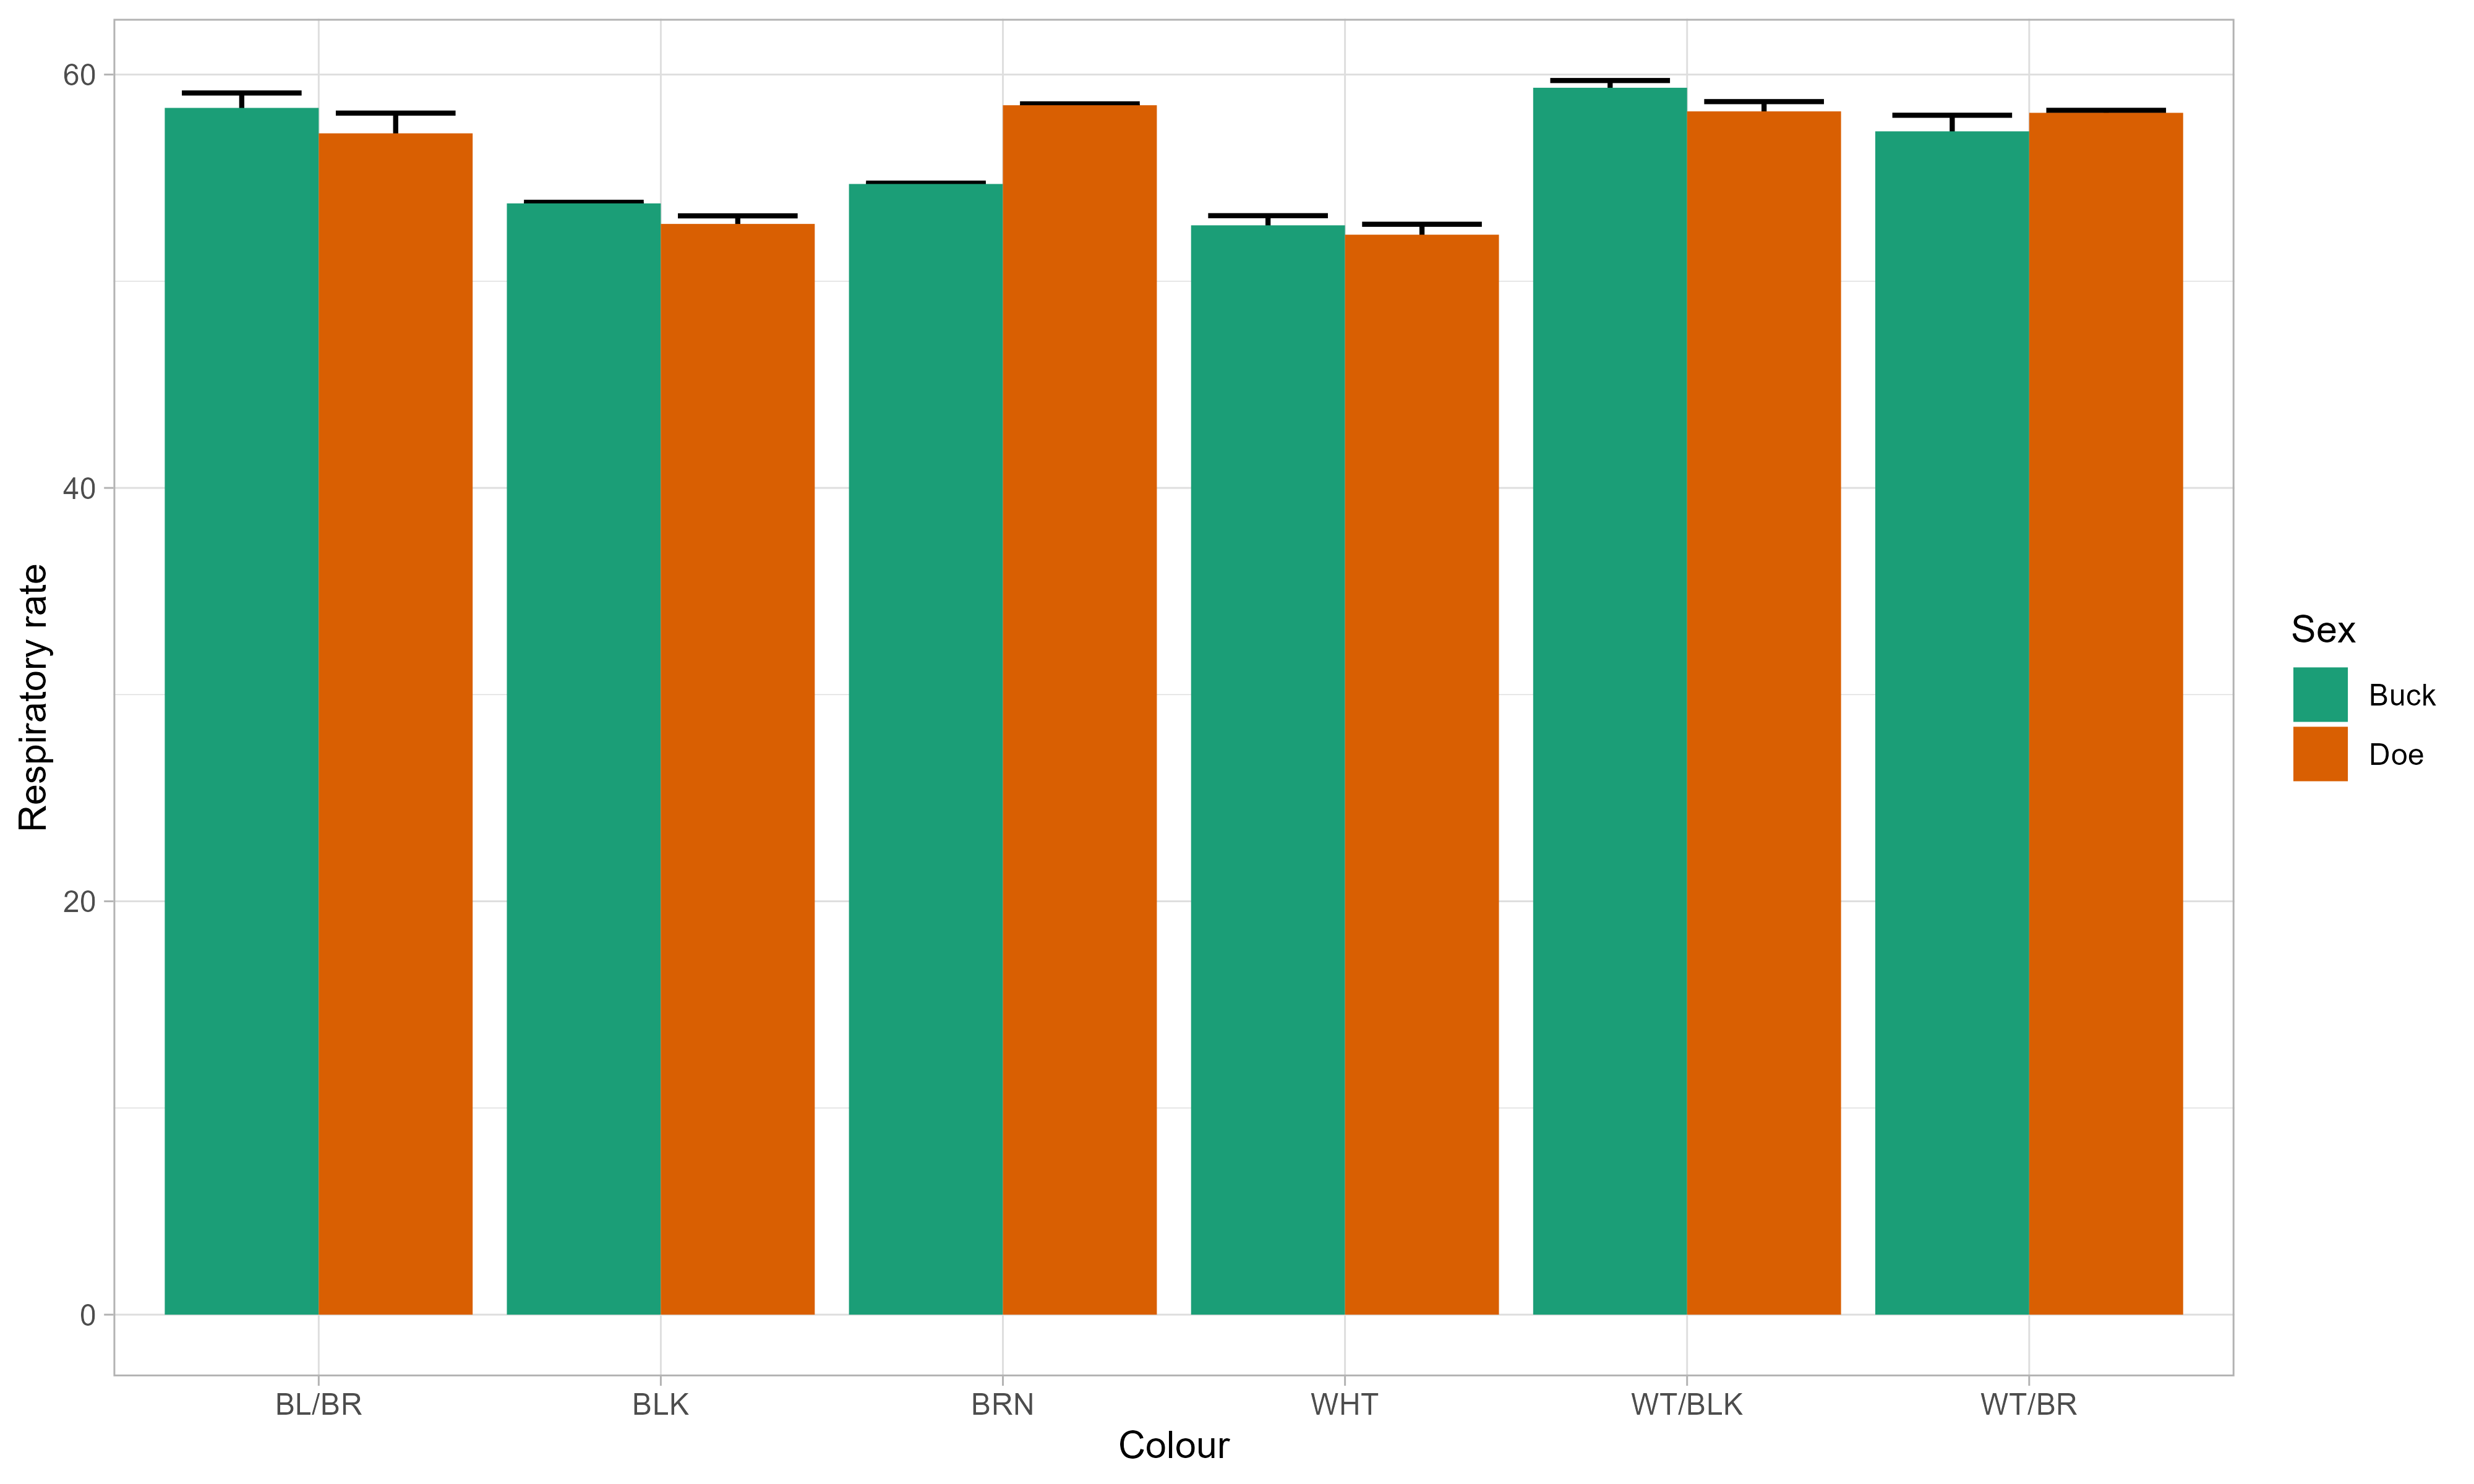 60
40
20
0
Respiratory rate
BL/BR BLK BRN WHT WT/BLK WT/BR
Colour
Sex
Buck
Doe